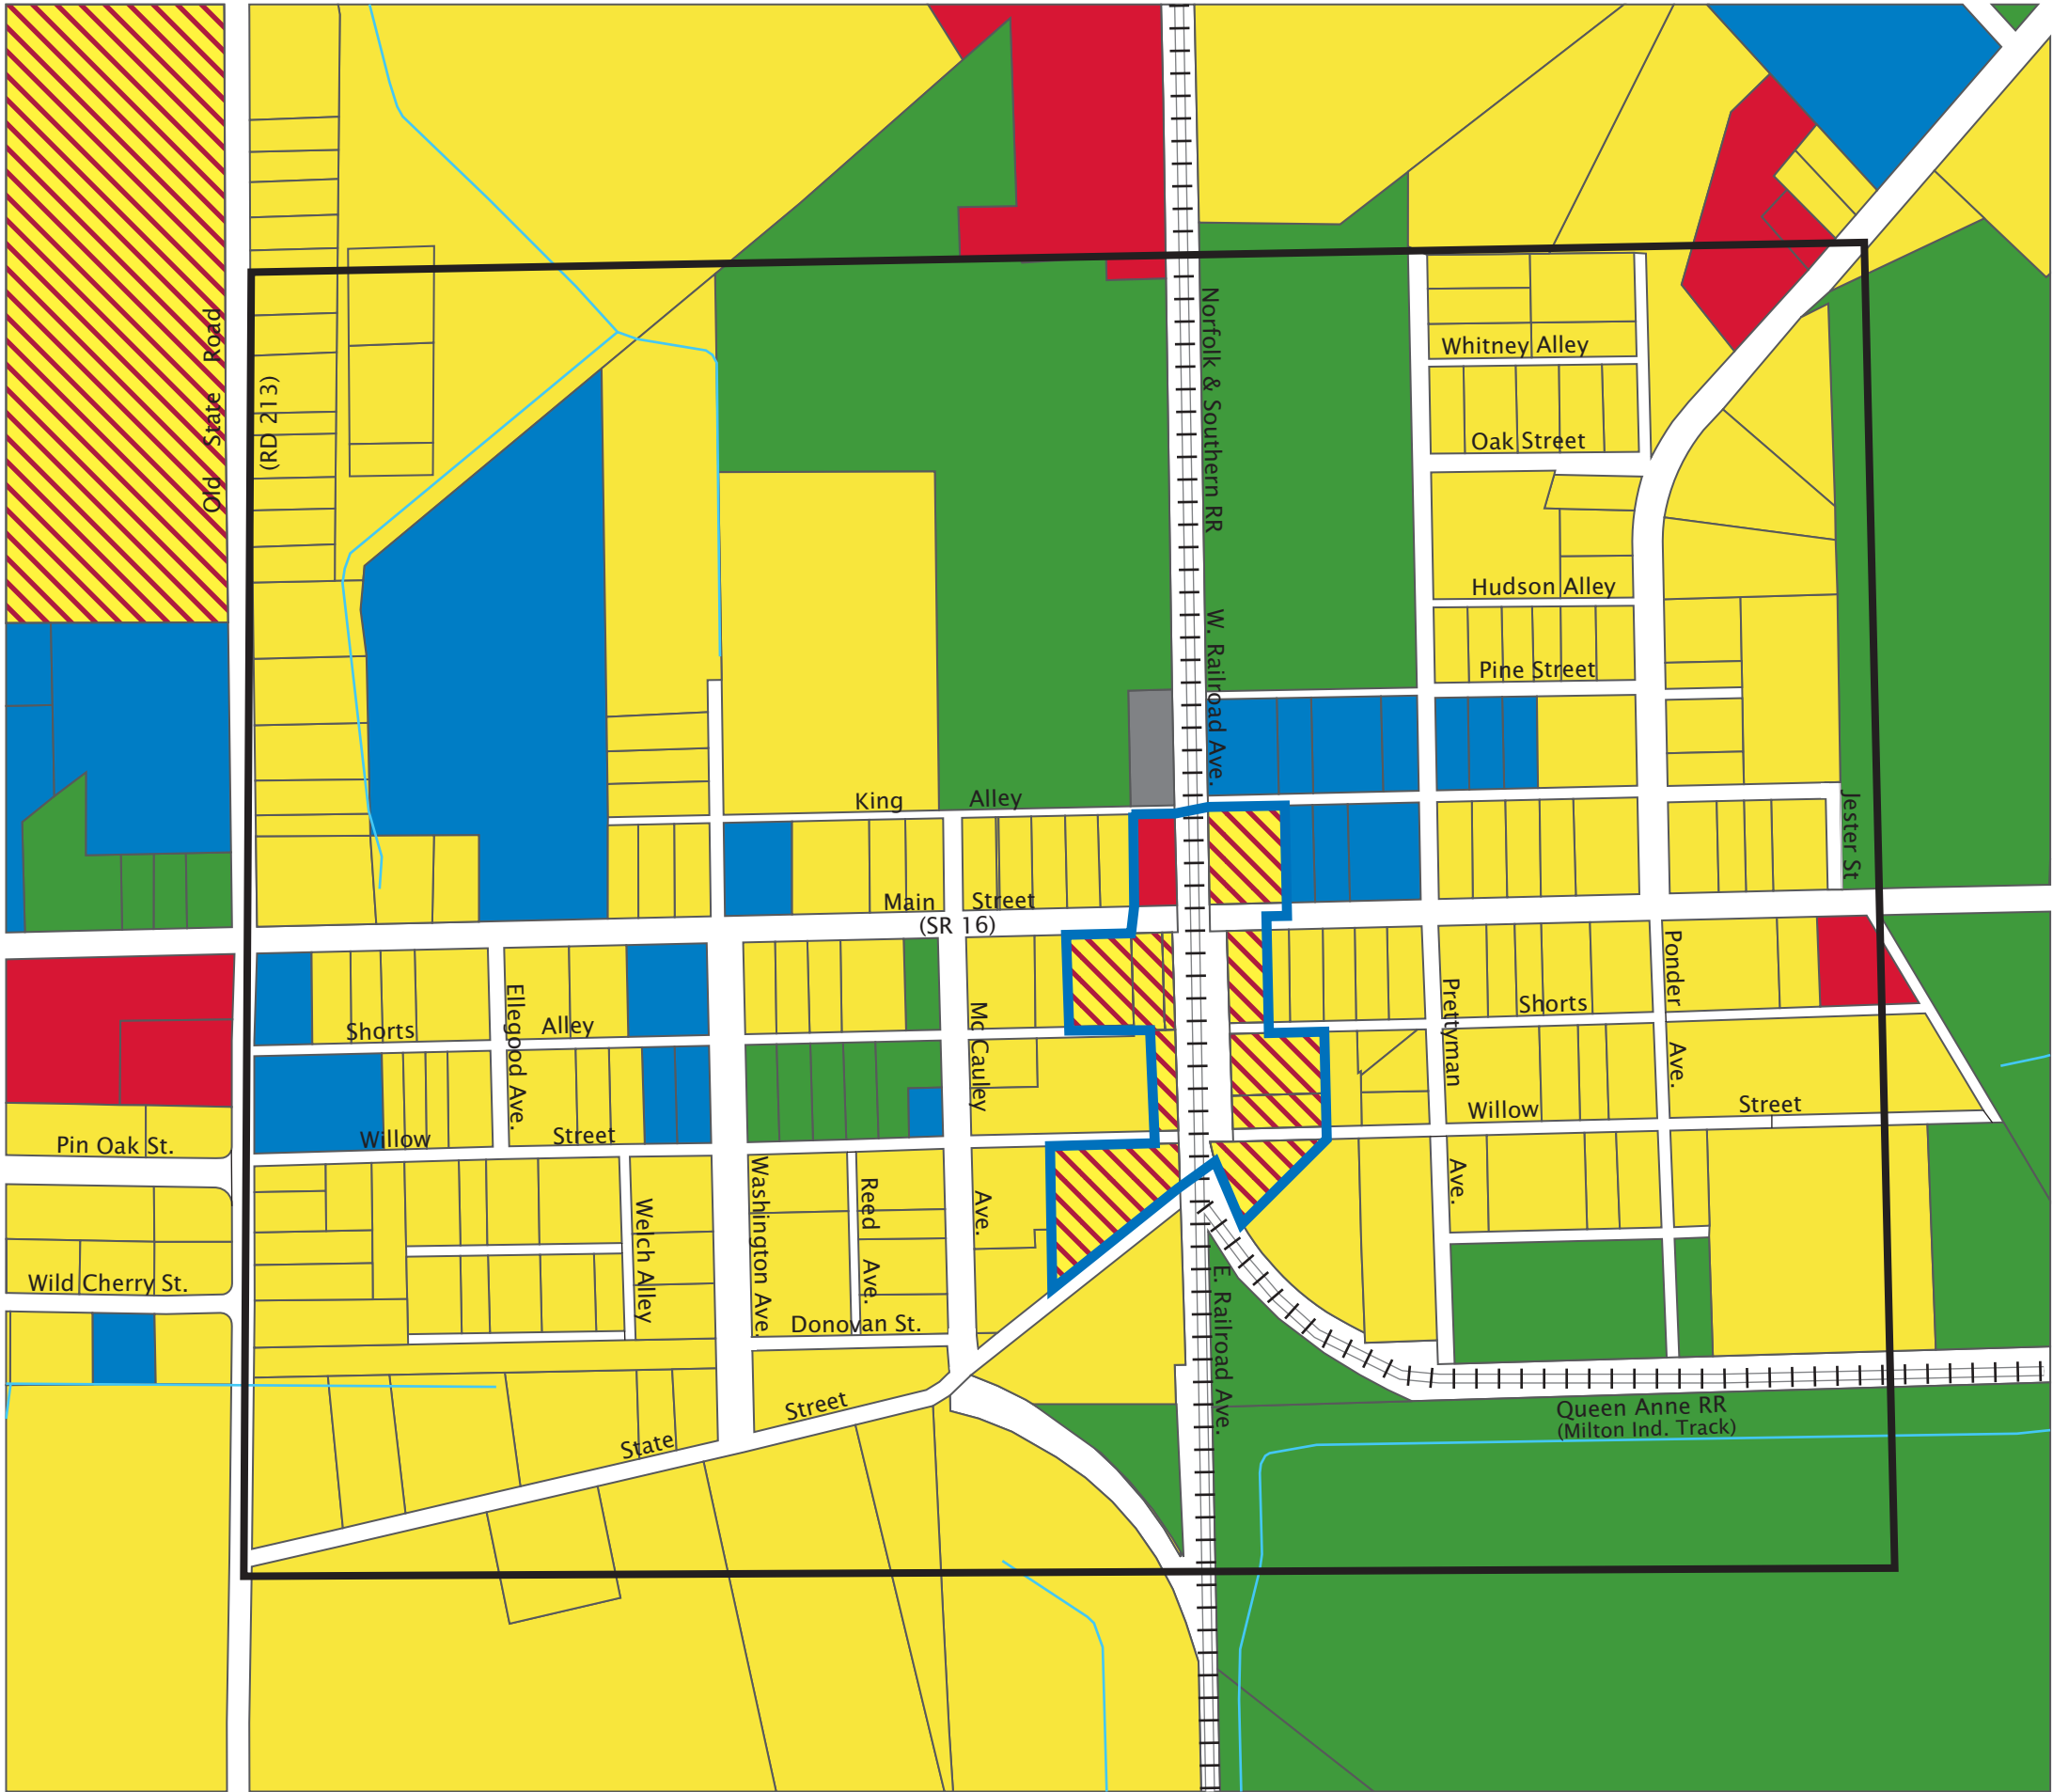 Old State Road
(RD 213)
Norfolk & Southern RR
Whitney Alley
Oak Street
Hudson Alley
Pine Street
W. Railroad Ave.
King Alley
Jester St
Main Street
(SR 16)
Ponder Ave.
Shorts Alley
Ellegood Ave.
Mc Cauley Ave.
Prettyman Ave.
Shorts
Willow Street
Willow Street
Pin Oak St.
Welch Alley
Washington Ave.
Reed Ave.
Wild Cherry St.
Donovan St.
E. Railroad Ave.
State Street
Queen Anne RR
(Milton Ind. Track)